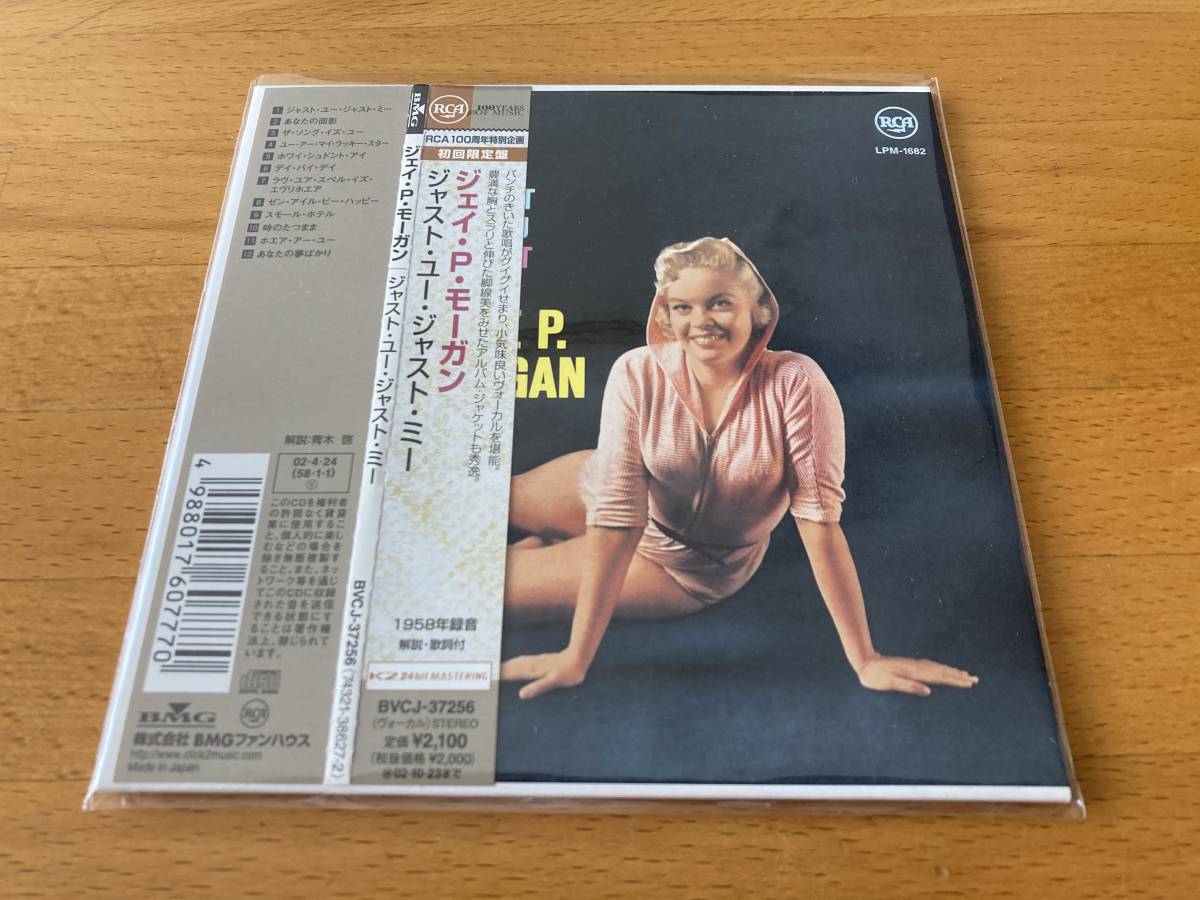 1 ジャスト・ユー・ジャスト・ミー
2 あなたの面影
3 ザ・ソング・イズ・ユー
4 ユー・アー・マイ・ラッキー・スター
5 ホワイ・シュドント・アイ
6 デイ・バイ・デイ
7 ラヴ・ユア・スペル・イズ・
エヴリホエア
8 ゼン・アイル・ビー・ハッピー
9 スモール・ホテル
10 時のたつまま
11 ホエア・アー・ユー
12 あなたの夢ばかり
解説:青木 啓
02・4・24
(58・1・1)
Y
このCDを権利者
の許諾なく賃貸
業に使用するこ
と、個人的に楽し
むなどの場合を
除き無断複製す
ること、また、ネッ
トワーク等を通じ
てこのCDに収録
された音を送信
できる状態にす
ることは著作権
法上、禁じられて
います。
4 988017 607770
COMPACT disc DIGITAL AUDIO
BMG
RCA
株式会社 BMGファンハウス
http://www.click2music.com
Made in Japan
BMG
ジェイ・P・モーガン
ジャスト・ユー・ジャスト・ミー
BVCJ-37256 (74321-38627-2)
RCA
100 YEARS
OF MUSIC
RCA 100周年特別企画
初回限定盤
パンチのきいた歌唱がグイグイせまり、小気味良いヴォーカルを堪能。
豊満な胸とスラリと伸びた脚線美をみせたアルバム・ジャケットも秀逸。
ジェイ・P・モーガン
ジャスト・ユー・ジャスト・ミー
1958年録音
解説・歌詞付
K2 24bit MASTERING
BVCJ-37256
(ヴォーカル) STEREO
定価 ¥2,100
(税抜価格 ¥2,000)
02・10・23まで
RCA
LPM-1682
T
U
T
P.
GAN